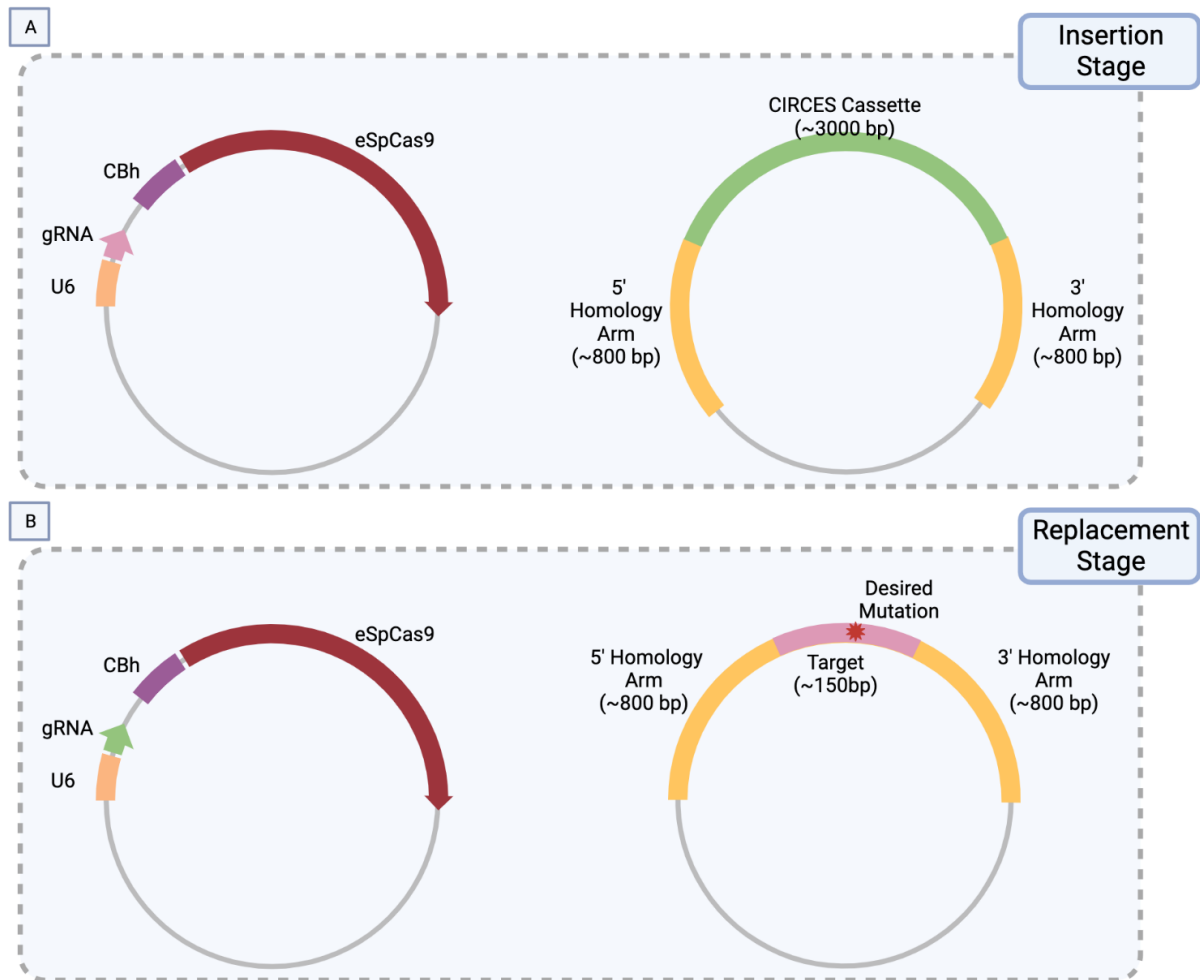 A
Insertion
Stage
CIRCES Cassette
(~3000 bp)
eSpCas9
CBh
gRNA
U6
5'
Homology
Arm
(~800 bp)
3'
Homology
Arm
(~800 bp)
B
Replacement
Stage
Desired
Mutation
eSpCas9
CBh
gRNA
U6
5' Homology
Arm
(~800 bp)
Target
(~150bp)
3' Homology
Arm
(~800 bp)